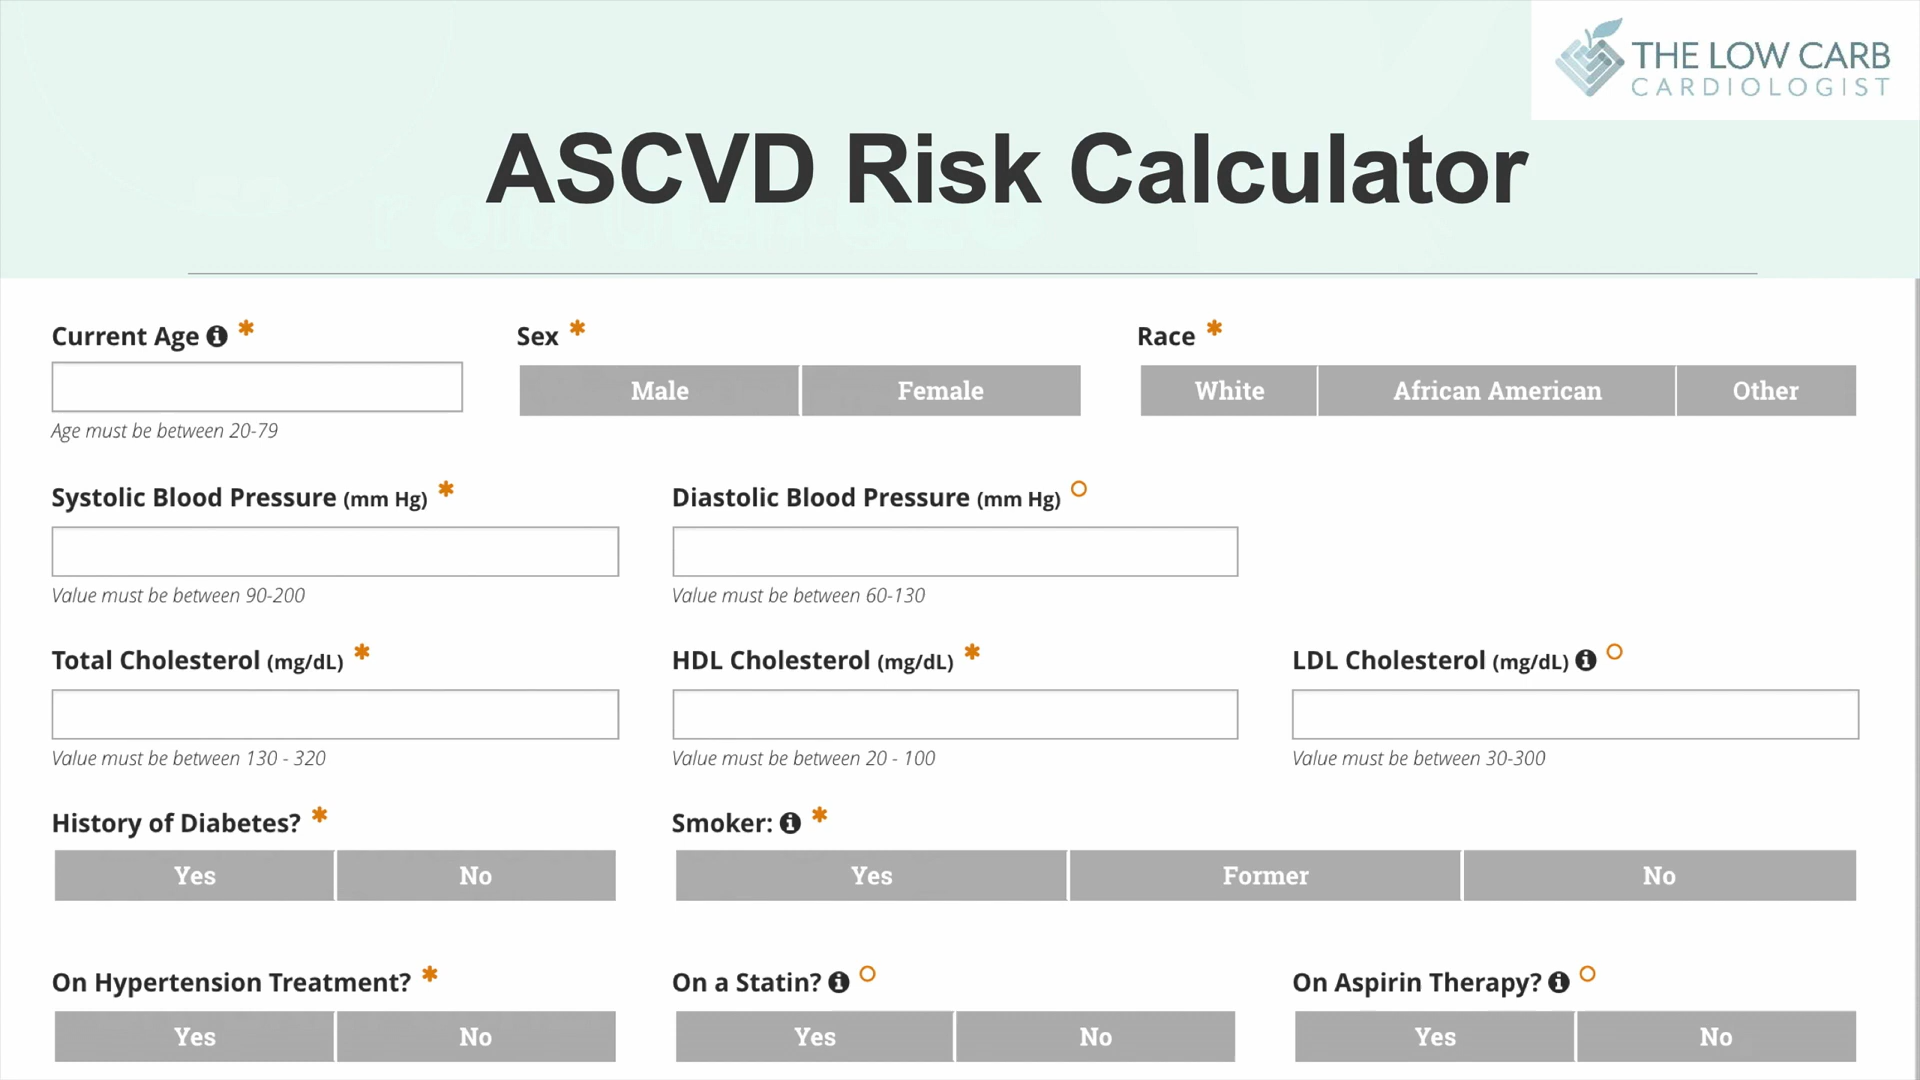 THE LOW CARB
CARDIOLOGIST
ASCVD Risk Calculator
Current Age *
Sex *
Race *
Male
Female
White
African American
Other
Age must be between 20-79
Systolic Blood Pressure (mm Hg) *
Diastolic Blood Pressure (mm Hg)
Value must be between 90-200
Value must be between 60-130
Total Cholesterol (mg/dL) *
HDL Cholesterol (mg/dL) *
LDL Cholesterol (mg/dL)
Value must be between 130 - 320
Value must be between 20 - 100
Value must be between 30-300
History of Diabetes? *
Smoker: *
Yes
No
Yes
Former
No
On Hypertension Treatment? *
On a Statin?
On Aspirin Therapy?
Yes
No
Yes
No
Yes
No